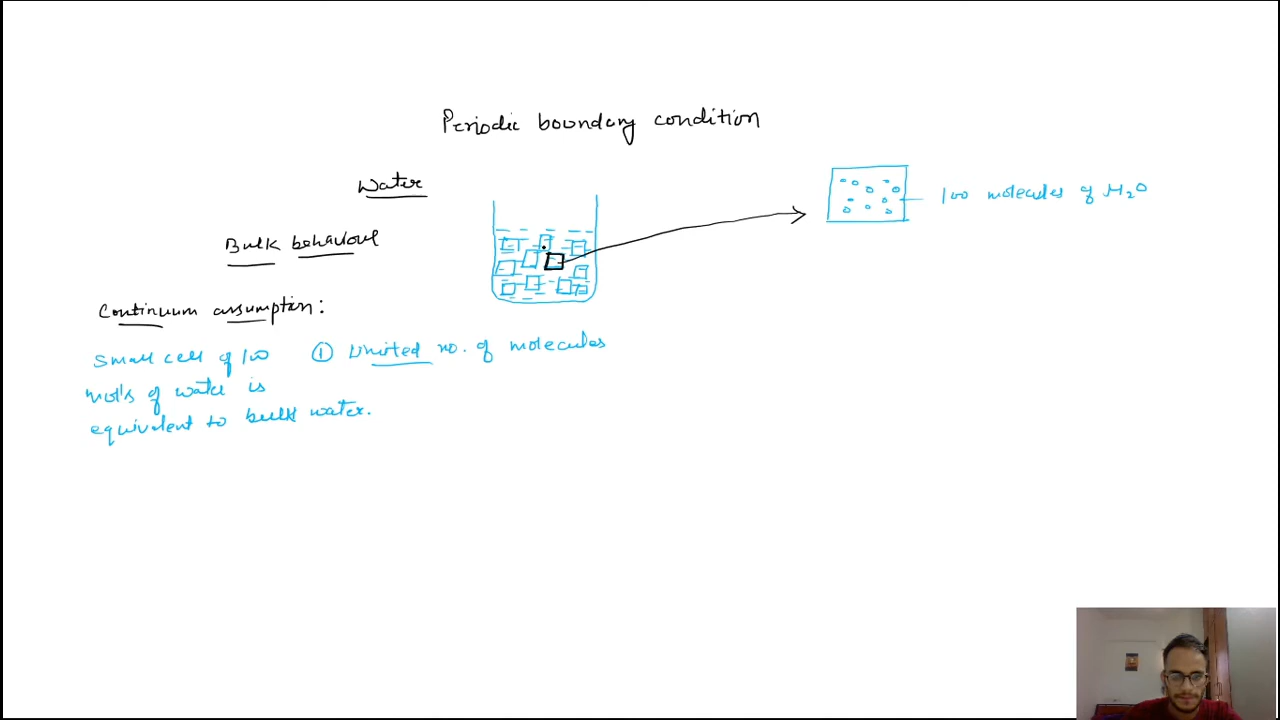 Periodic boundary condition
Water
100 molecules of H2O
Bulk behaviour
Continuum assumption:
Small cell of 100
mol's of water is
equivalent to bulk water.
① Limited no. of molecules